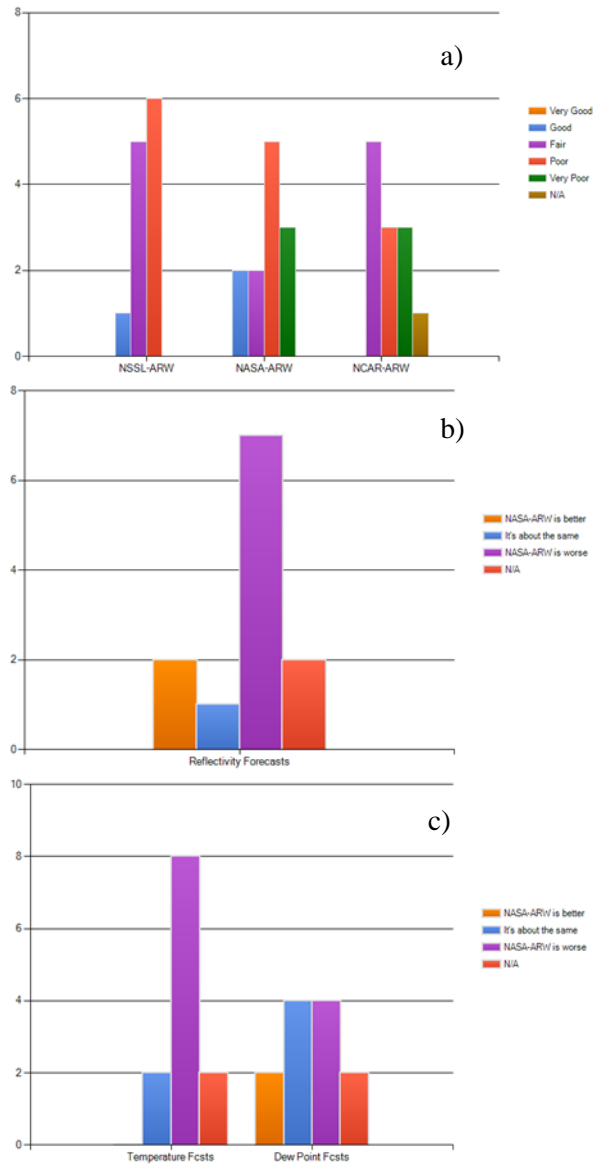 8
a)
6
4
2
0
NSSL-ARW NASA-ARW NCAR-ARW
Very Good
Good
Fair
Poor
Very Poor
N/A
8
b)
6
4
2
0
Reflectivity Forecasts
NASA-ARW is better
It's about the same
NASA-ARW is worse
N/A
10
c)
8
6
4
2
0
Temperature Fcsts Dew Point Fcsts
NASA-ARW is better
It's about the same
NASA-ARW is worse
N/A